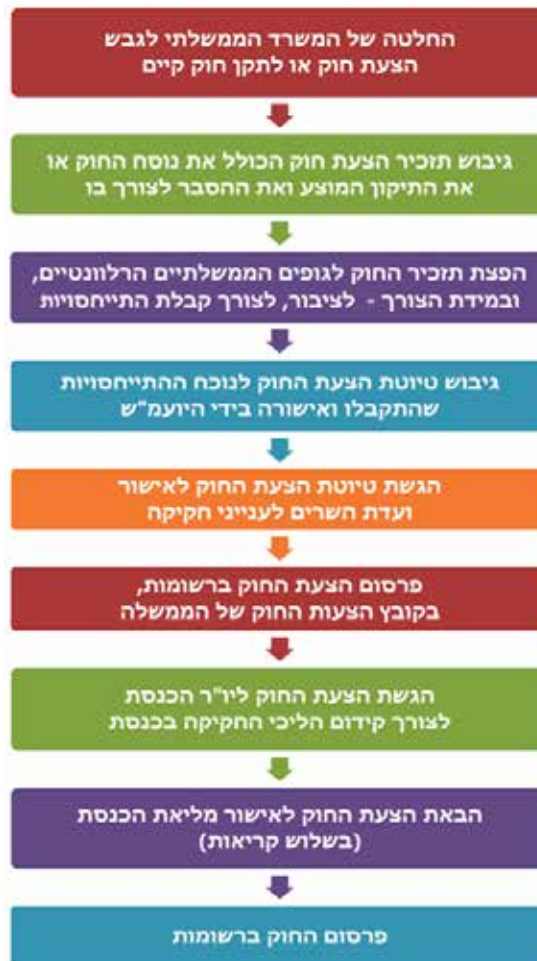 החלטה של המשרד הממשלתי לגבש
הצעת חוק או לתקן חוק קיים
גיבוש תזכיר הצעת חוק הכולל את נוסח החוק או
את התיקון המוצע ואת ההסבר לצורך בו
הפצת תזכיר החוק לגופים הממשלתיים הרלוונטיים,
ובמידת הצורך - לציבור, לצורך קבלת התייחסויות
גיבוש טיוטת הצעת החוק לנוכח ההתייחסויות
שהתקבלו ואישורה בידי היועמ"ש
הגשת טיוטת הצעת החוק לאישור
ועדת השרים לענייני חקיקה
פרסום הצעת החוק ברשומות,
בקובץ הצעות החוק של הממשלה
הגשת הצעת החוק ליו"ר הכנסת
לצורך קידום הליכי החקיקה בכנסת
הבאת הצעת החוק לאישור מליאת הכנסת
(בשלוש קריאות)
פרסום החוק ברשומות